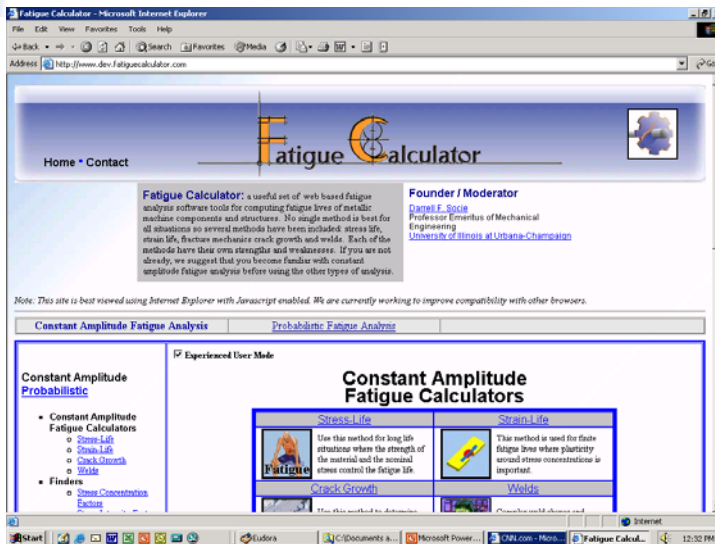 Fatigue Calculator - Microsoft Internet Explorer
File Edit View Favorites Tools Help
Back Search Favorites Media
Address http://www.dev.fatiguecalculator.com Go
Fatigue Calculator
Home • Contact
Fatigue Calculator: a useful set of web based fatigue
analysis software tools for computing fatigue lives of metallic
machine components and structures. No single method is best for
all situations so several methods have been included: stress life,
strain life, fracture mechanics crack growth and welds. Each of the
methods have their own strengths and weaknesses. If you are not
already, we suggest that you become familiar with constant
amplitude fatigue analysis before using the other types of analysis.
Founder / Moderator
Darrell F. Socie
Professor Emeritus of Mechanical
Engineering
University of Illinois at Urbana-Champaign
Note: This site is best viewed using Internet Explorer with Javascript enabled. We are currently working to improve compatibility with other browsers.
Constant Amplitude Fatigue Analysis Probabilistic Fatigue Analysis
Constant Amplitude
Probabilistic
Constant Amplitude
Fatigue Calculators
Stress-Life
Strain-Life
Crack Growth
Welds
Finders
Stress Concentration
Factors
Experienced User Mode
Constant Amplitude
Fatigue Calculators
Stress-Life
Fatigue
Use this method for long life
situations where the strength of
the material and the nominal
stress control the fatigue life.
Strain-Life
This method is used for finite
fatigue lives where plasticity
around stress concentrations is
important.
Crack Growth
Use this method to determine
Welds
Complex weld shapes and
Internet
Start Eudora C:\Documents a... Microsoft Power... CNN.com - Micro... Fatigue Calcul... 12:32 PM